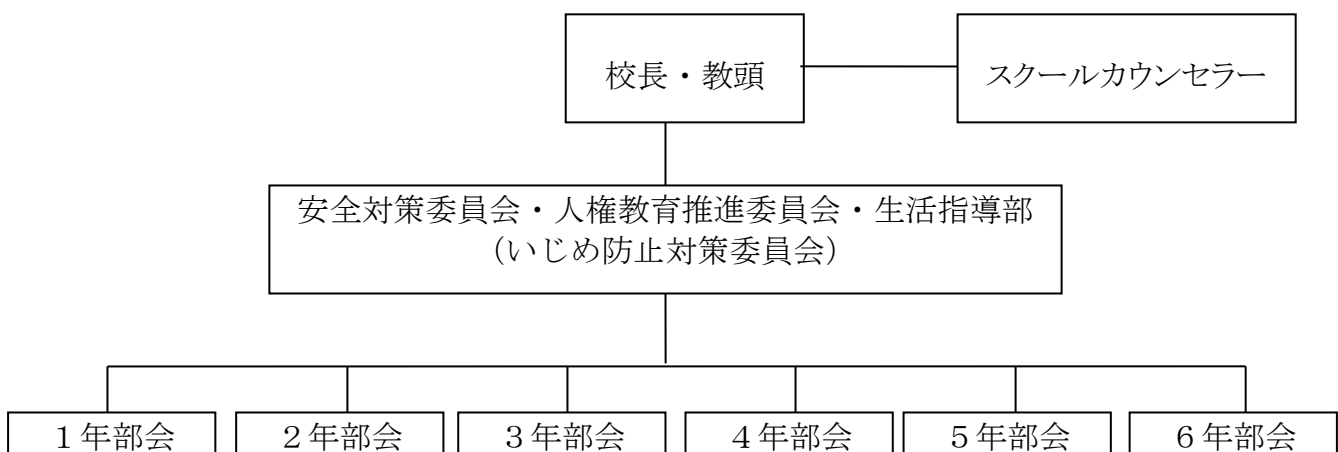 校長・教頭
スクールカウンセラー
安全対策委員会・人権教育推進委員会・生活指導部
(いじめ防止対策委員会)
１年部会
２年部会
３年部会
４年部会
５年部会
６年部会